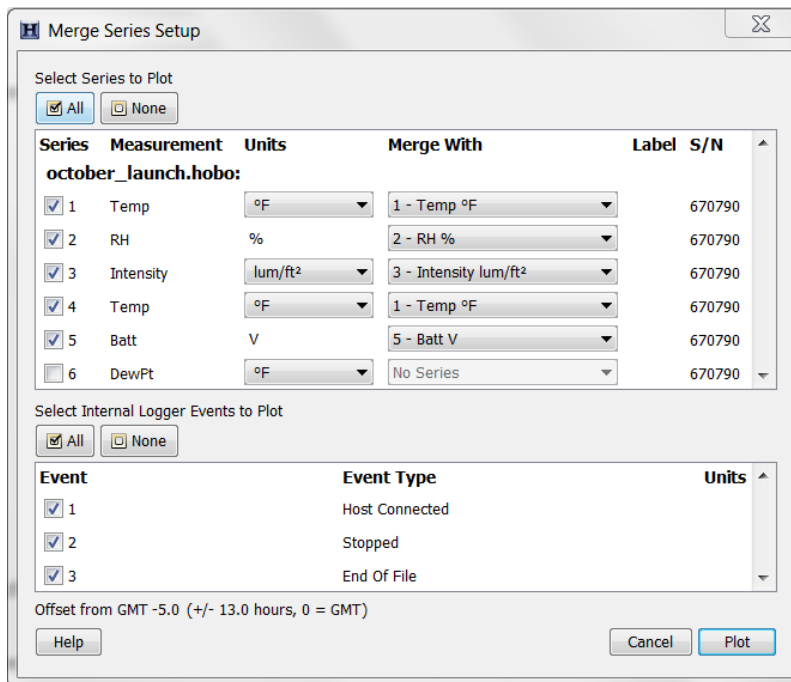 H Merge Series Setup
Select Series to Plot
All None
Series Measurement Units Merge With Label S/N
october_launch.hobo:
1 Temp °F 1 - Temp °F 670790
2 RH % 2 - RH % 670790
3 Intensity lum/ft² 3 - Intensity lum/ft² 670790
4 Temp °F 1 - Temp °F 670790
5 Batt V 5 - Batt V 670790
6 DewPt °F No Series 670790
Select Internal Logger Events to Plot
All None
Event Event Type Units
1 Host Connected
2 Stopped
3 End Of File
Offset from GMT -5.0 (+/- 13.0 hours, 0 = GMT)
Help Cancel Plot